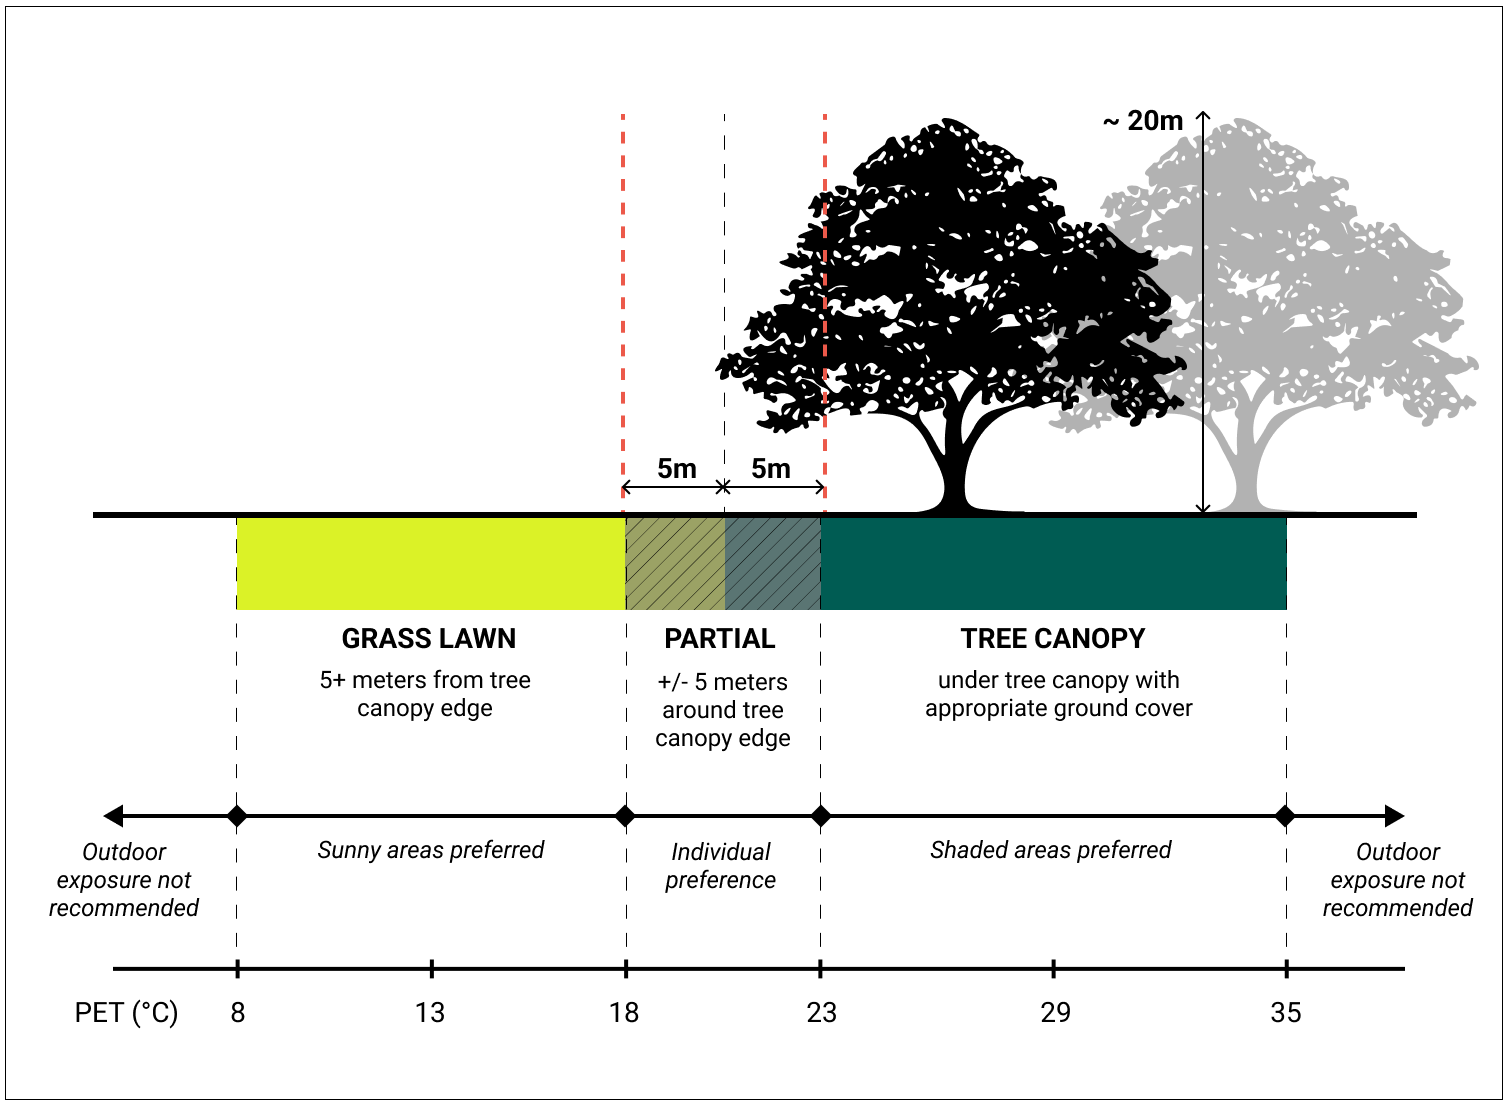 ~ 20m
5m
5m
GRASS LAWN
5+ meters from tree
canopy edge
PARTIAL
+/- 5 meters
around tree
canopy edge
TREE CANOPY
under tree canopy with
appropriate ground cover
Outdoor
exposure not
recommended
Sunny areas preferred
Individual
preference
Shaded areas preferred
Outdoor
exposure not
recommended
PET (°C)
8
13
18
23
29
35